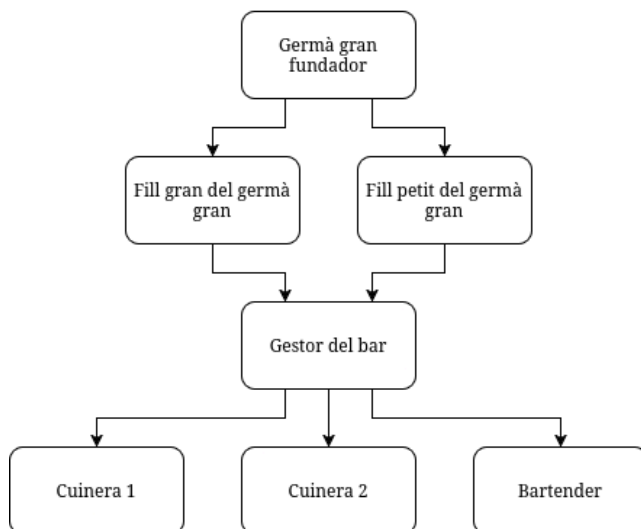 Germà gran
fundador
Fill gran del germà
gran
Fill petit del germà
gran
Gestor del bar
Cuinera 1
Cuinera 2
Bartender